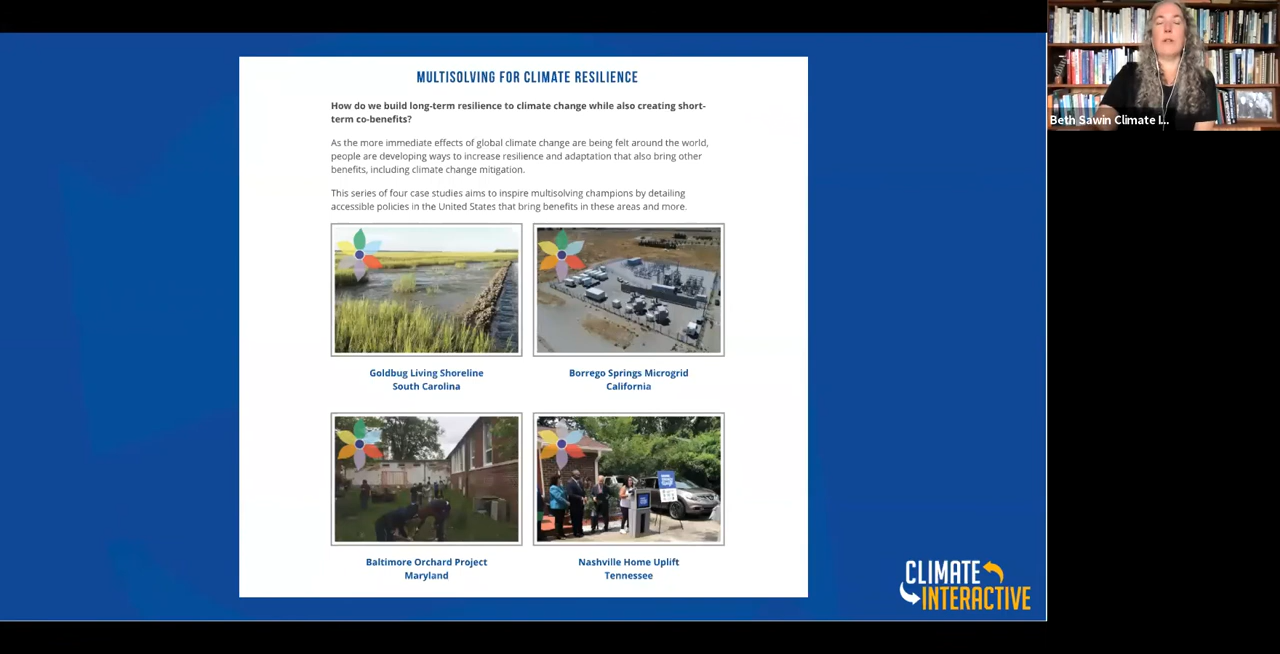 MULTISOLVING FOR CLIMATE RESILIENCE
How do we build long-term resilience to climate change while also creating short-
term co-benefits?
As the more immediate effects of global climate change are being felt around the world,
people are developing ways to increase resilience and adaptation that also bring other
benefits, including climate change mitigation.
This series of four case studies aims to inspire multisolving champions by detailing
accessible policies in the United States that bring benefits in these areas and more.
Goldbug Living Shoreline
South Carolina
Borrego Springs Microgrid
California
Baltimore Orchard Project
Maryland
Nashville Home Uplift
Tennessee
CLIMATE
INTERACTIVE
Beth Sawin Climate I...